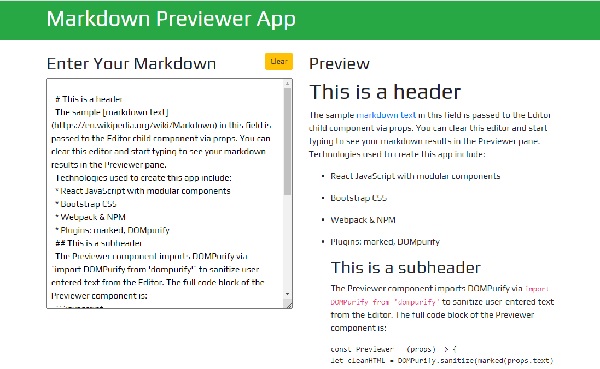 Markdown Previewer App
Enter Your Markdown
Clear
# This is a header
The sample [markdown text]
(https://en.wikipedia.org/wiki/Markdown) in this field is
passed to the Editor child component via props. You can
clear this editor and start typing to see your markdown
results in the Previewer pane.
Technologies used to create this app include:
* React JavaScript with modular components
* Bootstrap CSS
* Webpack & NPM
* Plugins: marked, DOMpurify
## This is a subheader
The Previewer component imports DOMPurify via
`import DOMPurify from 'dompurify'` to sanitize user
entered text from the Editor. The full code block of the
Previewer component is:
Preview
This is a header
The sample markdown text in this field is passed to the Editor
child component via props. You can clear this editor and start
typing to see your markdown results in the Previewer pane.
Technologies used to create this app include:
• React JavaScript with modular components
• Bootstrap CSS
• Webpack & NPM
• Plugins: marked, DOMpurify
This is a subheader
The Previewer component imports DOMPurify via import
DOMPurify from 'dompurify' to sanitize user entered text
from the Editor. The full code block of the Previewer
component is:
const Previewer = (props) => {
let cleanHTML = DOMPurify.sanitize(marked(props.text)